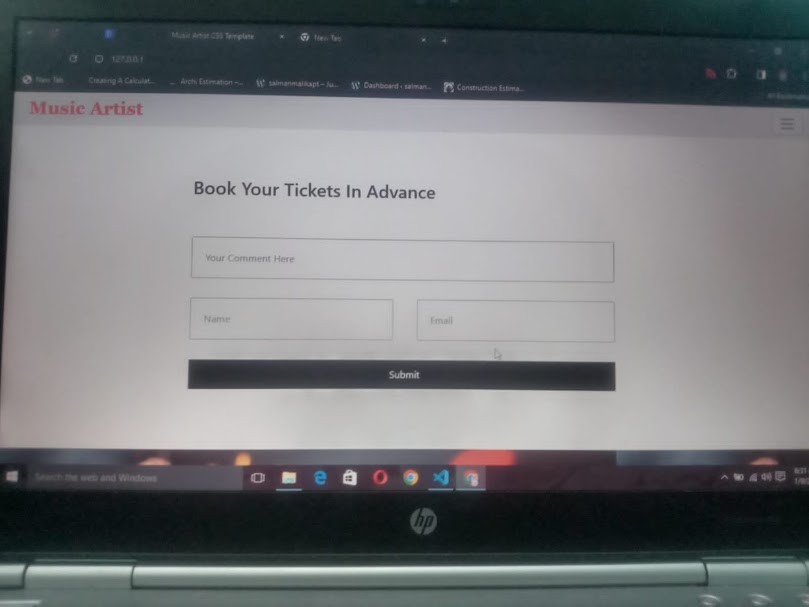 Music Artist CSS Template
New Tab
127.0.0.1
New Tab Creating A Calculat... Archi Estimation –... salmanmalikapt – Ju... Dashboard ‹ salman... Construction Estima...
All Bookmarks
Music Artist
Book Your Tickets In Advance
Your Comment Here
Name Email
Submit
Search the web and Windows
hp